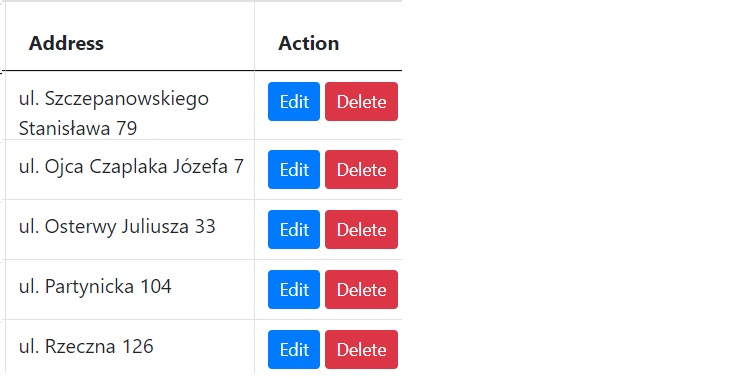 Address Action
ul. Szczepanowskiego
Stanisława 79
Edit Delete
ul. Ojca Czaplaka Józefa 7 Edit Delete
ul. Osterwy Juliusza 33 Edit Delete
ul. Partynicka 104 Edit Delete
ul. Rzeczna 126 Edit Delete